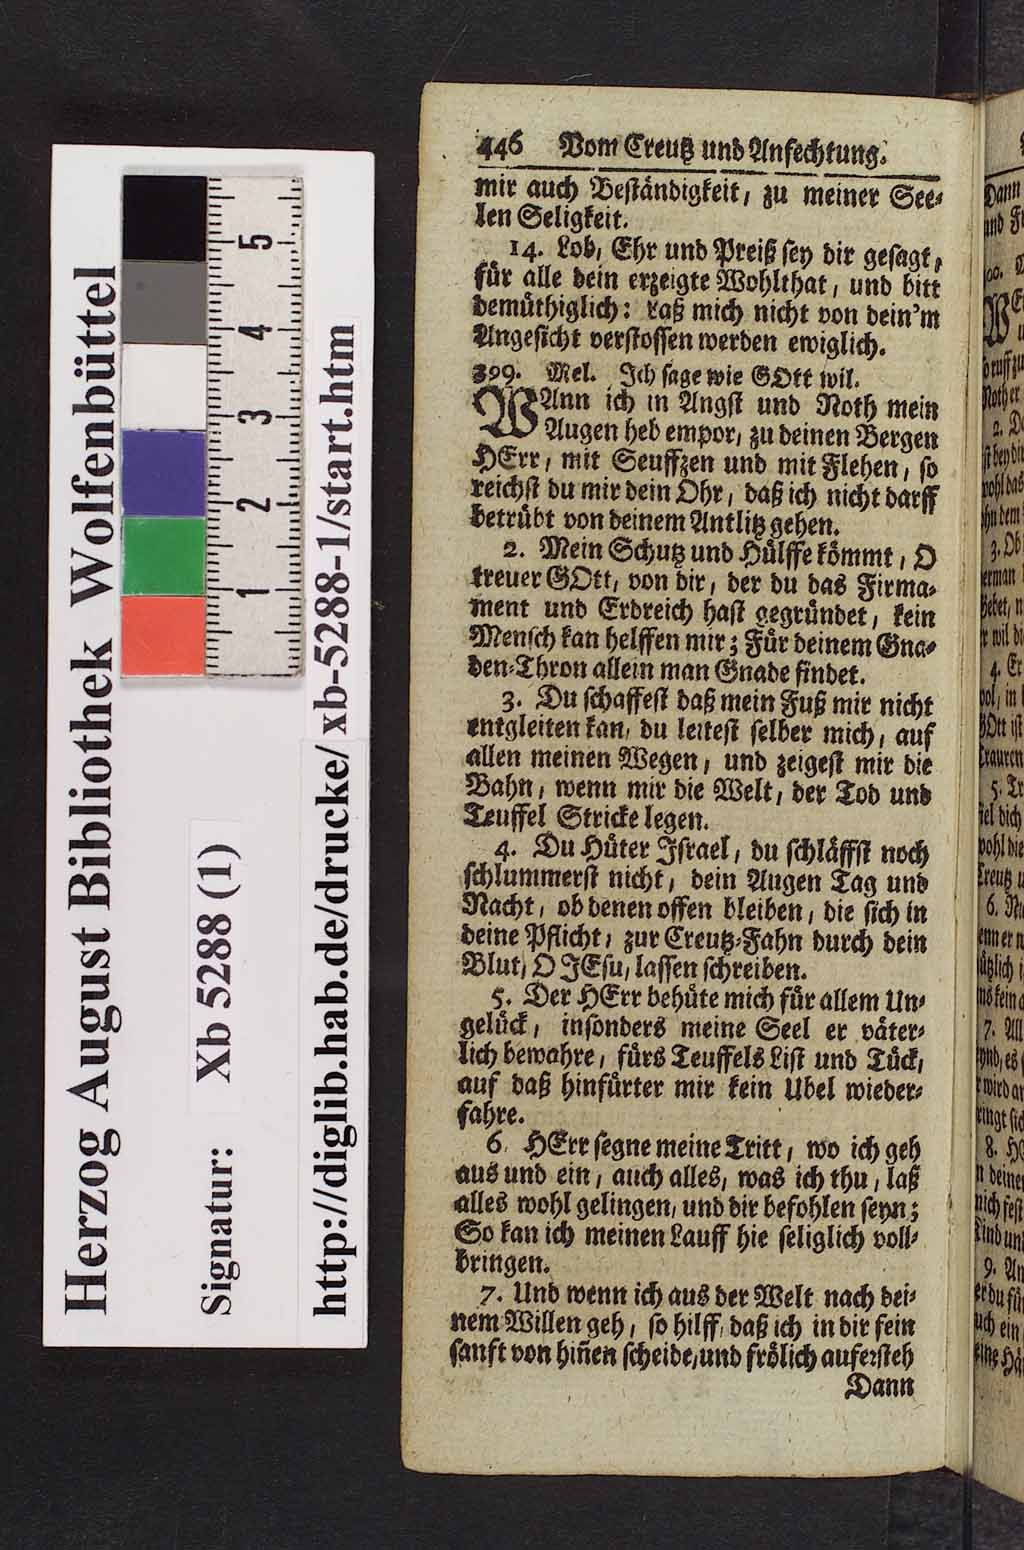 446 Vom Creutz und Anfechtung.
mir auch Beständigkeit, zu meiner See-
len Seligkeit.
14. Lob, Ehr und Preiß sey dir gesagt,
für alle dein erzeigte Wohlthat, und bitt
demüthiglich: Laß mich nicht von dein'm
Angesicht verstossen werden ewiglich.
399. Mel. Ich sage wie GOtt wil.
WAnn ich in Angst und Noth mein
Augen heb empor, zu deinen Bergen
HErr, mit Seuffzen und mit Flehen, so
reichst du mir dein Ohr, daß ich nicht darff
betrübt von deinem Antlitz gehen.
2. Mein Schutz und Hülffe kömmt, O
treuer GOtt, von dir, der du das Firma-
ment und Erdreich hast gegründet, kein
Mensch kan helffen mir; Für deinem Gna-
den-Thron allein man Gnade findet.
3. Du schaffest daß mein Fuß mir nicht
entgleiten kan, du leitest selber mich, auf
allen meinen Wegen, und zeigest mir die
Bahn, wenn mir die Welt, der Tod und
Teuffel Stricke legen.
4. Du Hüter Israel, du schläffst noch
schlummerst nicht, dein Augen Tag und
Nacht, ob denen offen bleiben, die sich in
deine Pflicht, zur Creutz-Fahn durch dein
Blut, O JEsu, lassen schreiben.
5. Der HErr behüte mich für allem Un-
gelück, insonders meine Seel er väter-
lich bewahre, fürs Teuffels List und Tück,
auf daß hinfürter mir kein Ubel wieder-
fahre.
6. HErr segne meine Tritt, wo ich geh
aus und ein, auch alles, was ich thu, laß
alles wohl gelingen, und dir befohlen seyn;
So kan ich meinen Lauff hie seliglich voll-
bringen.
7. Und wenn ich aus der Welt nach dei-
nem Willen geh, so hilff, daß ich in dir fein
sanft von hiñen scheide, und frölich aufersteh
Dann
Herzog August Bibliothek Wolfenbüttel
Signatur: Xb 5288 (1)
http://diglib.hab.de/drucke/xb-5288-1/start.htm
5
4
3
2
1